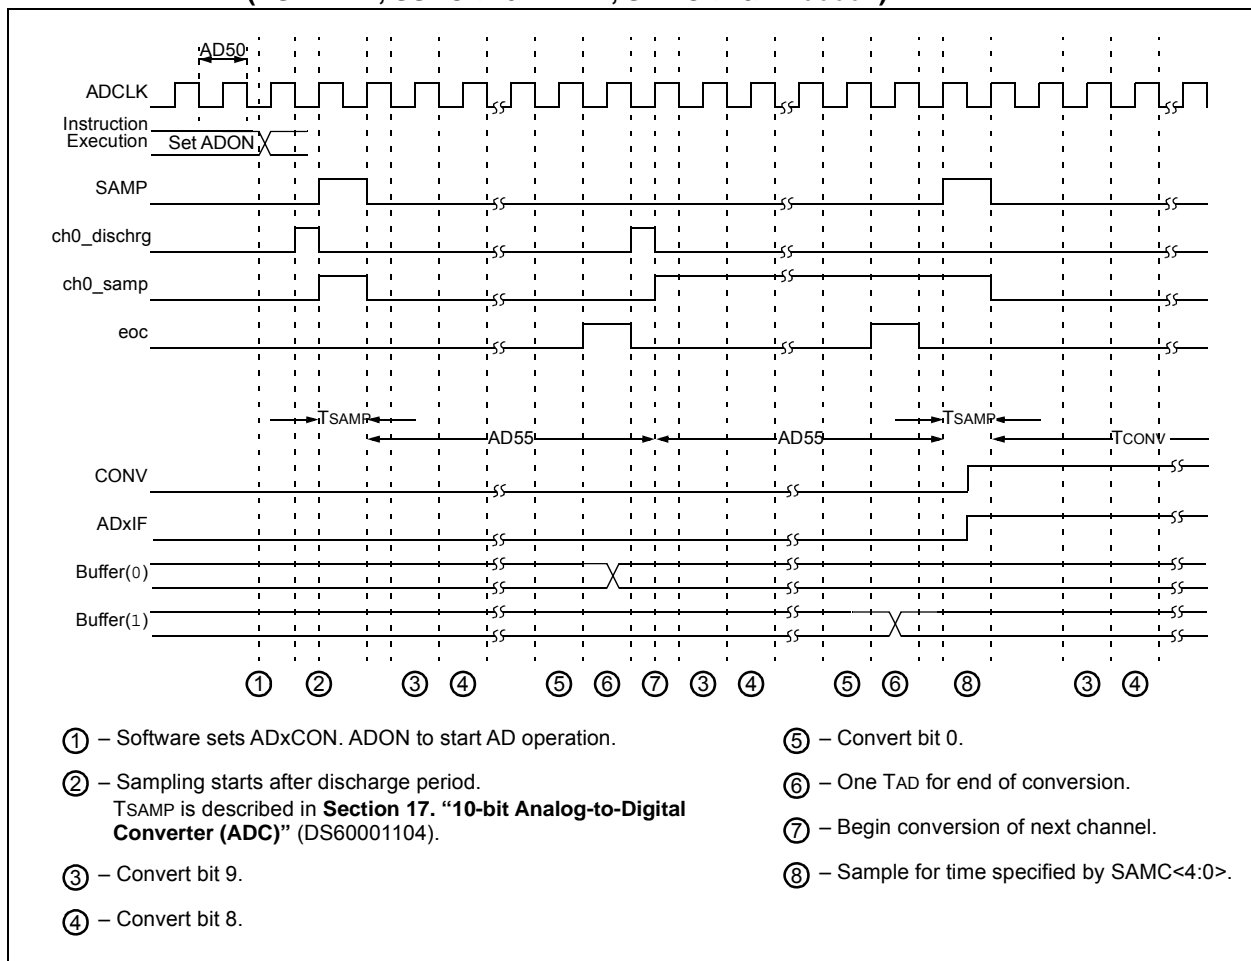 AD50
ADCLK
Instruction
Execution
Set ADON
SAMP
ch0_dischrg
ch0_samp
eoc
TSAMP
TSAMP
AD55
AD55
TCONV
CONV
ADxIF
Buffer(0)
Buffer(1)
1 2 3 4 5 6 7 3 4 5 6 8 3 4
1 – Software sets ADxCON. ADON to start AD operation.
2 – Sampling starts after discharge period.
TSAMP is described in Section 17. “10-bit Analog-to-Digital
Converter (ADC)” (DS60001104).
3 – Convert bit 9.
4 – Convert bit 8.
5 – Convert bit 0.
6 – One TAD for end of conversion.
7 – Begin conversion of next channel.
8 – Sample for time specified by SAMC<4:0>.